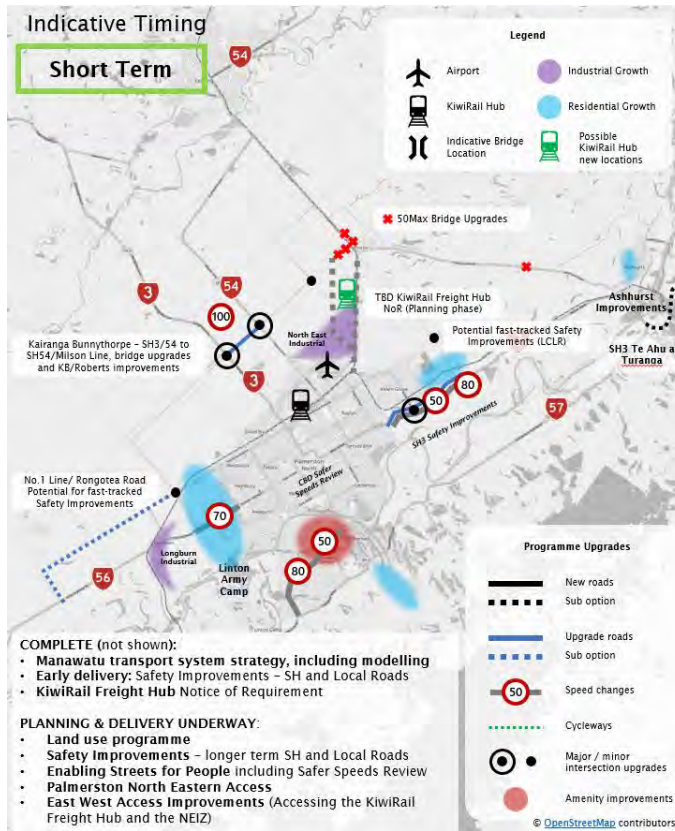 Indicative Timing
Short Term
54
Legend
Airport
Industrial Growth
KiwiRail Hub
Residential Growth
Indicative Bridge
Location
Possible
KiwiRail Hub
new locations
50Max Bridge Upgrades
3
54
100
TBD KiwiRail Freight Hub
NoR (Planning phase)
Ashhurst
Improvements
North East
Industrial
Kairanga Bunnythorpe - SH3/54 to
SH54/Milson Line, bridge upgrades
and KB/Roberts improvements
Potential fast-tracked Safety
Improvements (LCLR)
SH3 Te Ahu a
Turanga
3
80
50
57
SH3 Safety Improvements
Palmerston
North
CBD Safer
Speeds Review
No.1 Line/ Rongotea Road
Potential for fast-tracked
Safety Improvements
70
50
Longburn
Industrial
Linton
Army
Camp
80
56
Programme Upgrades
New roads
Sub option
Upgrade roads
Sub option
50
Speed changes
Cycleways
Major / minor
intersection upgrades
Amenity improvements
COMPLETE (not shown):
• Manawatu transport system strategy, including modelling
• Early delivery: Safety Improvements – SH and Local Roads
• KiwiRail Freight Hub Notice of Requirement
PLANNING & DELIVERY UNDERWAY:
• Land use programme
• Safety Improvements – longer term SH and Local Roads
• Enabling Streets for People including Safer Speeds Review
• Palmerston North Eastern Access
• East West Access Improvements (Accessing the KiwiRail
Freight Hub and the NEIZ)
© OpenStreetMap contributors